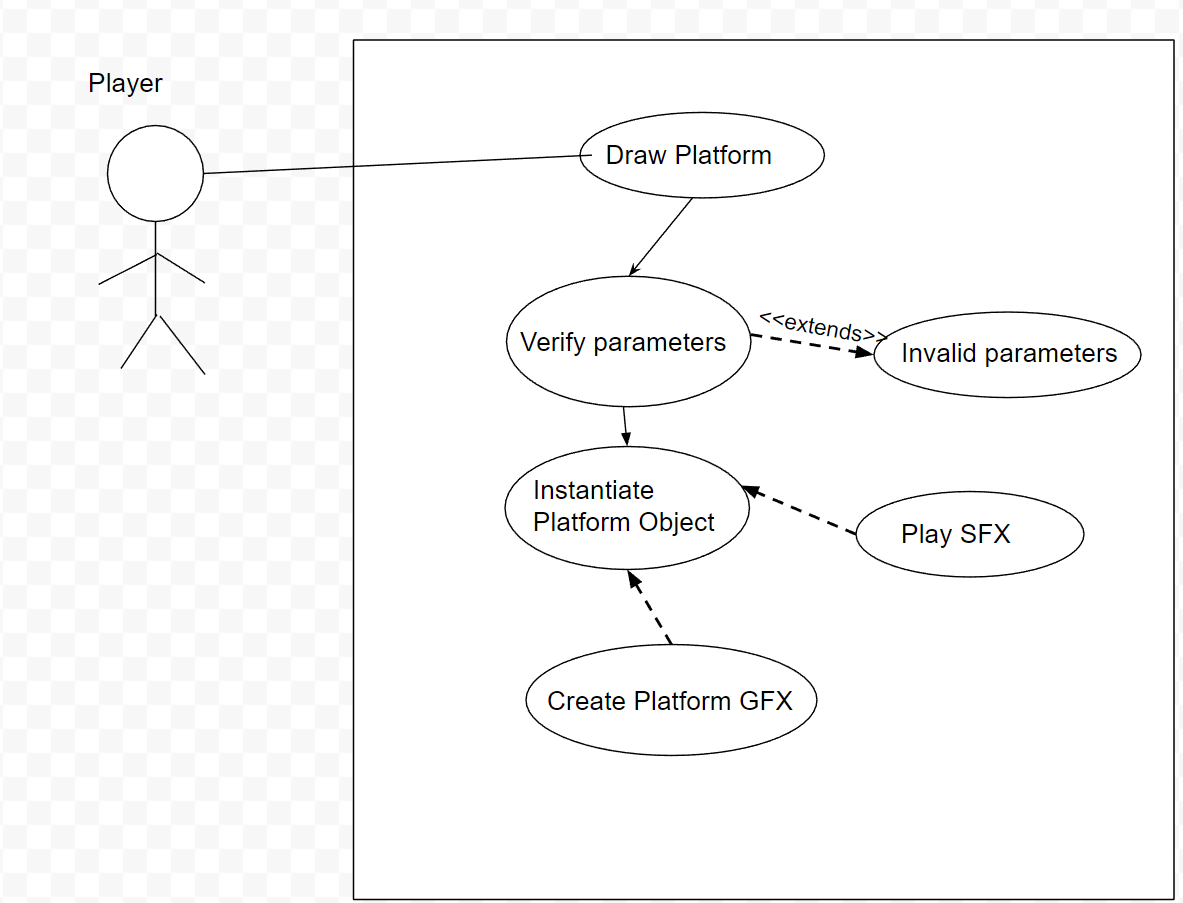 Player
Draw Platform
Verify parameters
<<extends>>
Invalid parameters
Instantiate
Platform Object
Play SFX
Create Platform GFX